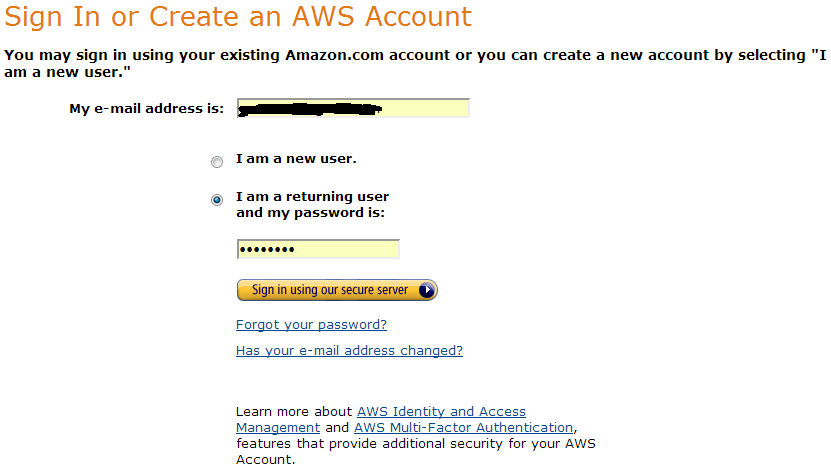 Sign In or Create an AWS Account
You may sign in using your existing Amazon.com account or you can create a new account by selecting "I
am a new user."
My e-mail address is:
I am a new user.
I am a returning user
and my password is:
••••••••
Sign in using our secure server
Forgot your password?
Has your e-mail address changed?
Learn more about AWS Identity and Access
Management and AWS Multi-Factor Authentication,
features that provide additional security for your AWS
Account.